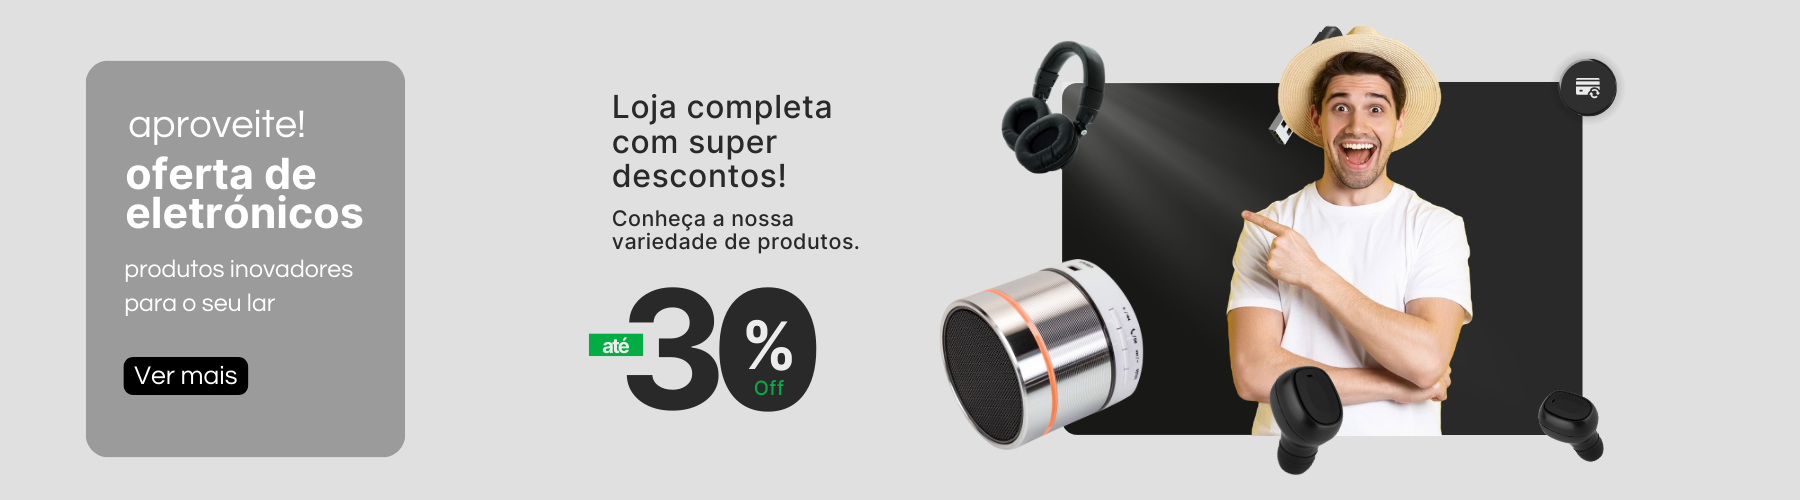 aproveite!
oferta de
eletrónicos
produtos inovadores
para o seu lar
Ver mais
Loja completa
com super
descontos!
Conheça a nossa
variedade de produtos.
até
30
%
Off